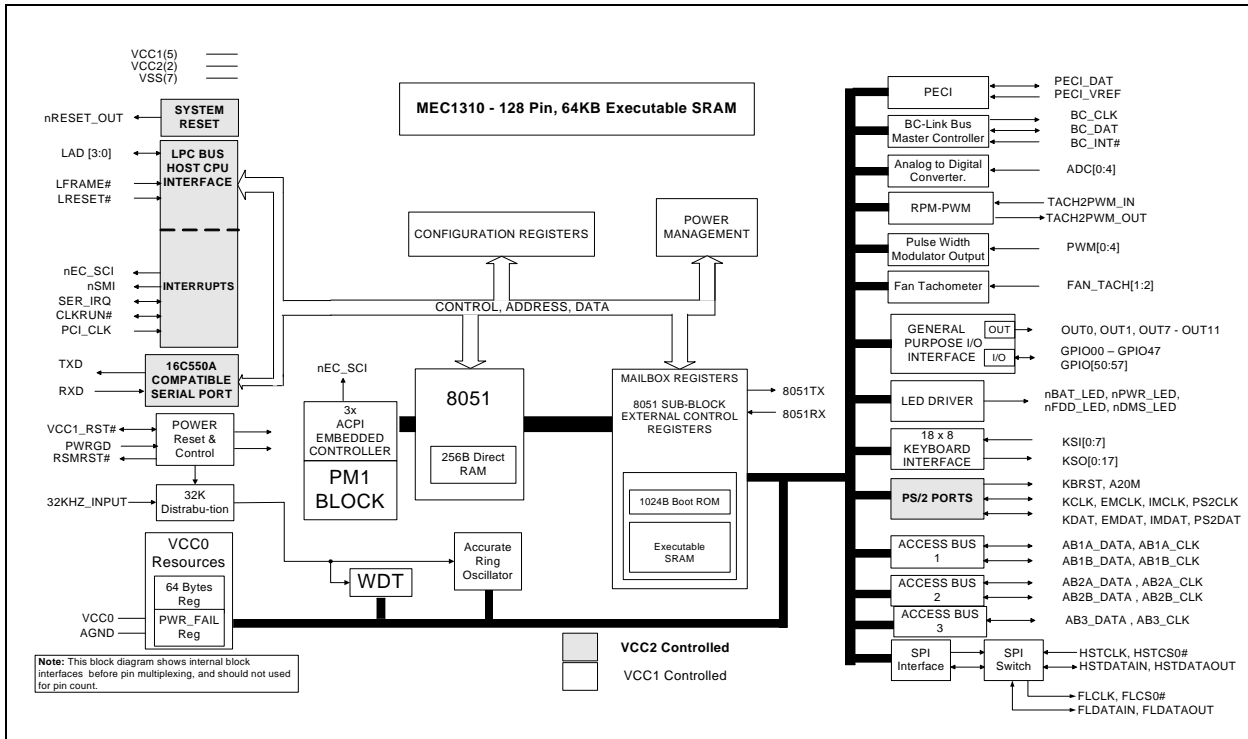 VCC1(5)
VCC2(2)
VSS(7)
MEC1310 - 128 Pin, 64KB Executable SRAM
nRESET_OUT
SYSTEM
RESET
LAD [3:0]
LFRAME#
LRESET#
LPC BUS
HOST CPU
INTERFACE
nEC_SCI
nSMI
SER_IRQ
CLKRUN#
PCI_CLK
INTERRUPTS
TXD
RXD
16C550A
COMPATIBLE
SERIAL PORT
VCC1_RST#
PWRGD
RSMRST#
POWER
Reset &
Control
32KHZ_INPUT
32K
Distrabu-tion
VCC0
Resources
64 Bytes
Reg
PWR_FAIL
Reg
VCC0
AGND
Note: This block diagram shows internal block
interfaces before pin multiplexing, and should not used
for pin count.
CONFIGURATION REGISTERS
POWER
MANAGEMENT
CONTROL, ADDRESS, DATA
nEC_SCI
3x
ACPI
EMBEDDED
CONTROLLER
PM1
BLOCK
8051
256B Direct
RAM
MAILBOX REGISTERS
8051 SUB-BLOCK
EXTERNAL CONTROL
REGISTERS
1024B Boot ROM
Executable
SRAM
8051TX
8051RX
WDT
Accurate
Ring
Oscillator
VCC2 Controlled
VCC1 Controlled
PECI
PECI_DAT
PECI_VREF
BC-Link Bus
Master Controller
BC_CLK
BC_DAT
BC_INT#
Analog to Digital
Converter.
ADC[0:4]
RPM-PWM
TACH2PWM_IN
TACH2PWM_OUT
Pulse Width
Modulator Output
PWM[0:4]
Fan Tachometer
FAN_TACH[1:2]
GENERAL
PURPOSE I/O
INTERFACE
OUT
I/O
OUT0, OUT1, OUT7 - OUT11
GPIO00 – GPIO47
GPIO[50:57]
LED DRIVER
nBAT_LED, nPWR_LED,
nFDD_LED, nDMS_LED
18 x 8
KEYBOARD
INTERFACE
KSI[0:7]
KSO[0:17]
PS/2 PORTS
KBRST, A20M
KCLK, EMCLK, IMCLK, PS2CLK
KDAT, EMDAT, IMDAT, PS2DAT
ACCESS BUS
1
AB1A_DATA, AB1A_CLK
AB1B_DATA, AB1B_CLK
ACCESS BUS
2
AB2A_DATA , AB2A_CLK
AB2B_DATA , AB2B_CLK
ACCESS BUS
3
AB3_DATA , AB3_CLK
SPI
Interface
SPI
Switch
HSTCLK, HSTCS0#
HSTDATAIN, HSTDATAOUT
FLCLK, FLCS0#
FLDATAIN, FLDATAOUT